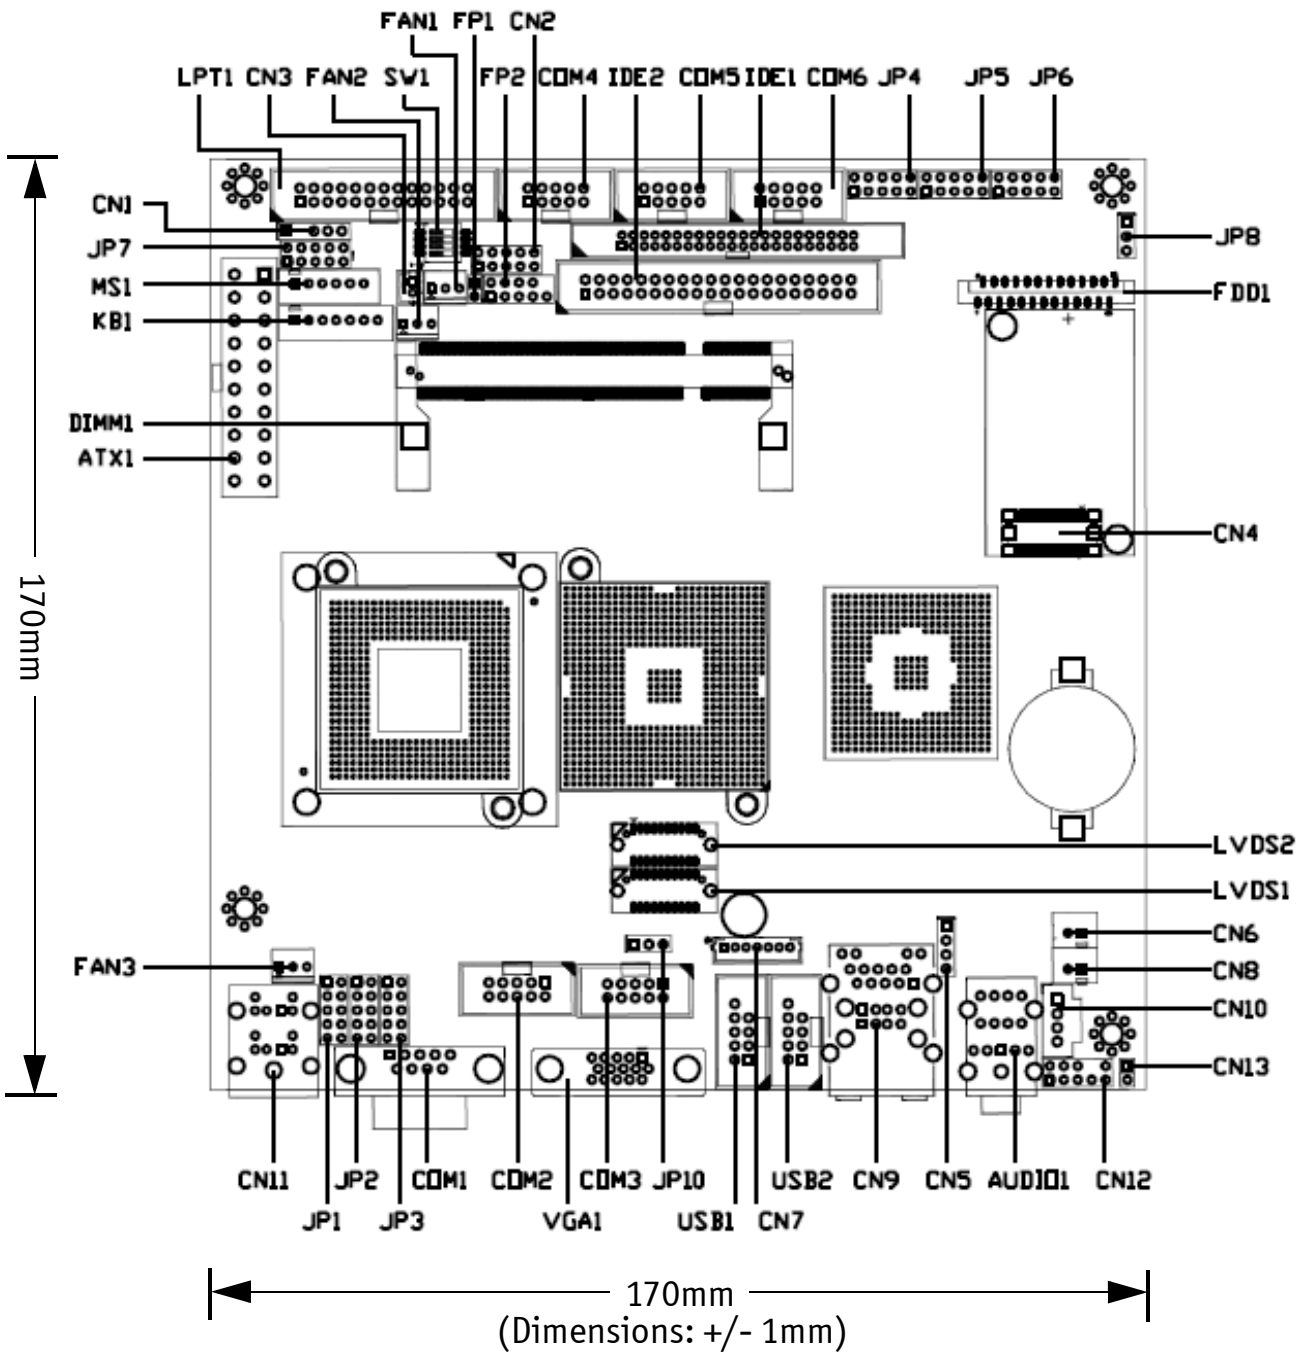 FAN1 FP1 CN2
LPT1 CN3 FAN2 SW1 FP2 COM4 IDE2 COM5 IDE1 COM6 JP4 JP5 JP6
CN1
JP7
JP8
MS1
FDD1
KB1
DIMM1
ATX1
CN4
170mm
LVDS2
LVDS1
CN6
FAN3
CN8
CN10
CN13
CN11 JP2 COM1 COM2 COM3 JP10 USB2 CN9 CN5 AUDIO1 CN12
JP1 JP3 VGA1 USB1 CN7
170mm
(Dimensions: +/- 1mm)